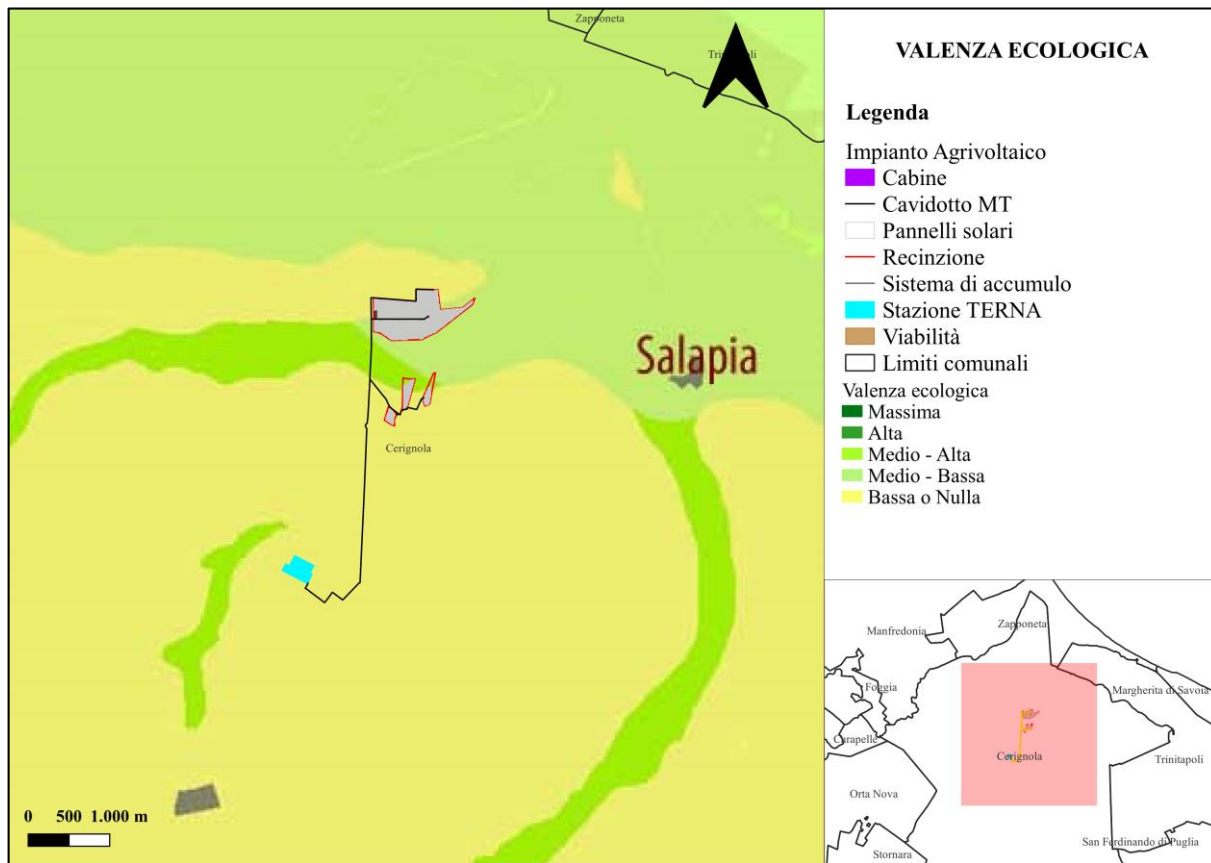 Zapponeta
Salapia
Cerignola
0 500 1.000 m
VALENZA ECOLOGICA
Legenda
Impianto Agrivoltaico
Cabine
Cavidotto MT
Pannelli solari
Recinzione
Sistema di accumulo
Stazione TERNA
Viabilità
Limiti comunali
Valenza ecologica
Massima
Alta
Medio - Alta
Medio - Bassa
Bassa o Nulla
Manfredonia
Zapponeta
Foggia
Margherita di Savoia
Carapelle
Cerignola
Trinitapoli
Orta Nova
San Ferdinando di Puglia
Stornara